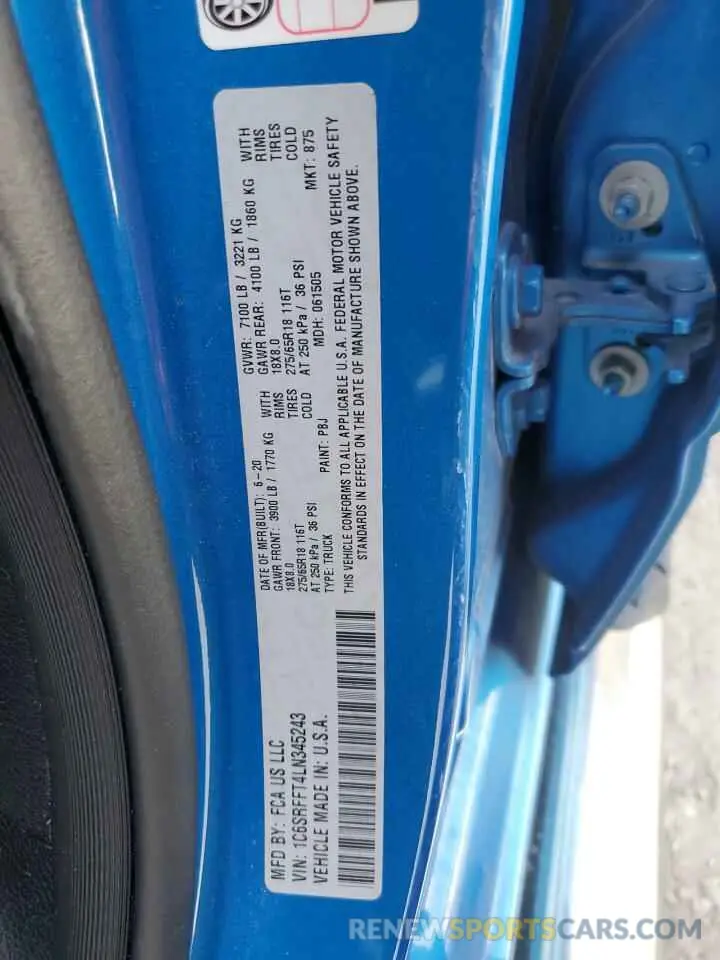 MFD BY: FCA US LLC
DATE OF MFR(BUILT): 6-20
GVWR: 7100 LB / 3221 KG
GAWR FRONT: 3900 LB / 1770 KG WITH
18X8.0 RIMS
275/65R18 116T TIRES
AT 250 kPa / 36 PSI COLD
GAWR REAR: 4100 LB / 1860 KG WITH
18X8.0 RIMS
275/65R18 116T TIRES
AT 250 kPa / 36 PSI COLD
VIN: 1C6SRFFT4LN345243
TYPE: TRUCK PAINT: PBJ MDH: 061505 MKT: 875
VEHICLE MADE IN: U.S.A.
THIS VEHICLE CONFORMS TO ALL APPLICABLE U.S.A. FEDERAL MOTOR VEHICLE SAFETY
STANDARDS IN EFFECT ON THE DATE OF MANUFACTURE SHOWN ABOVE.
RENEWSPORTSCARS.COM